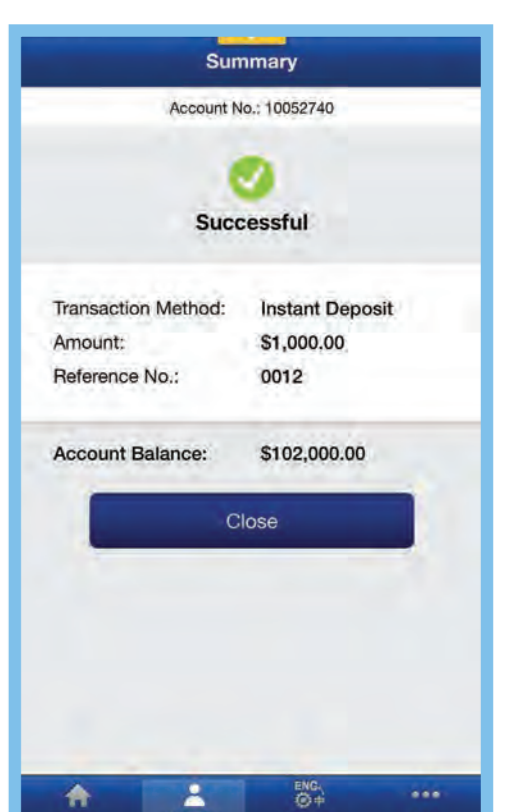 Summary
Account No.: 10052740
Successful
Transaction Method: Instant Deposit
Amount: $1,000.00
Reference No.: 0012
Account Balance: $102,000.00
Close
ENG
中